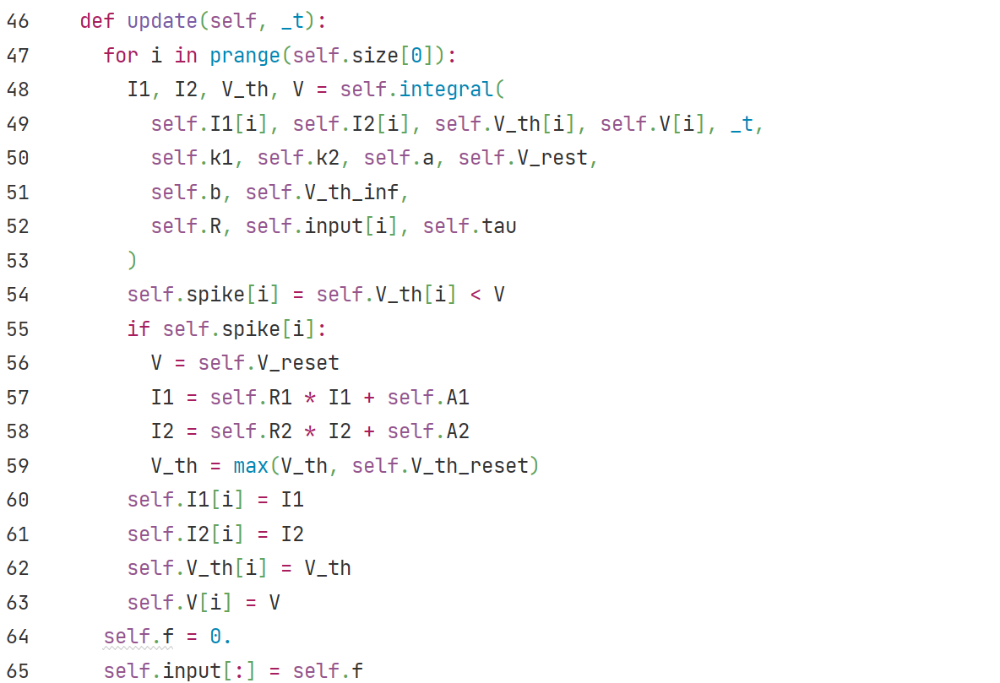 46    def update(self, _t):
47      for i in prange(self.size[0]):
48        I1, I2, V_th, V = self.integral(
49          self.I1[i], self.I2[i], self.V_th[i], self.V[i], _t,
50          self.k1, self.k2, self.a, self.V_rest,
51          self.b, self.V_th_inf,
52          self.R, self.input[i], self.tau
53        )
54        self.spike[i] = self.V_th[i] < V
55        if self.spike[i]:
56          V = self.V_reset
57          I1 = self.R1 * I1 + self.A1
58          I2 = self.R2 * I2 + self.A2
59          V_th = max(V_th, self.V_th_reset)
60        self.I1[i] = I1
61        self.I2[i] = I2
62        self.V_th[i] = V_th
63        self.V[i] = V
64      self.f = 0.
65      self.input[:] = self.f